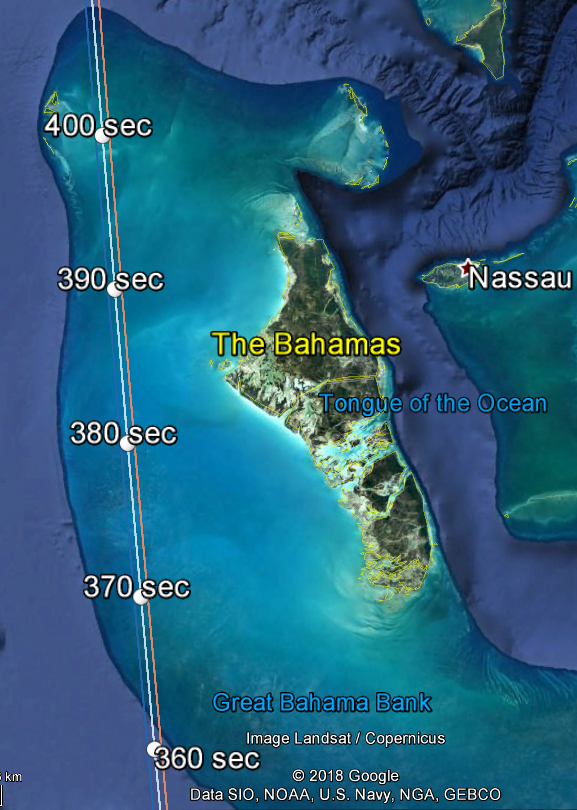 400 sec
390 sec
Nassau
The Bahamas
Tongue of the Ocean
380 sec
370 sec
Great Bahama Bank
Image Landsat / Copernicus
360 sec
km
© 2018 Google
Data SIO, NOAA, U.S. Navy, NGA, GEBCO